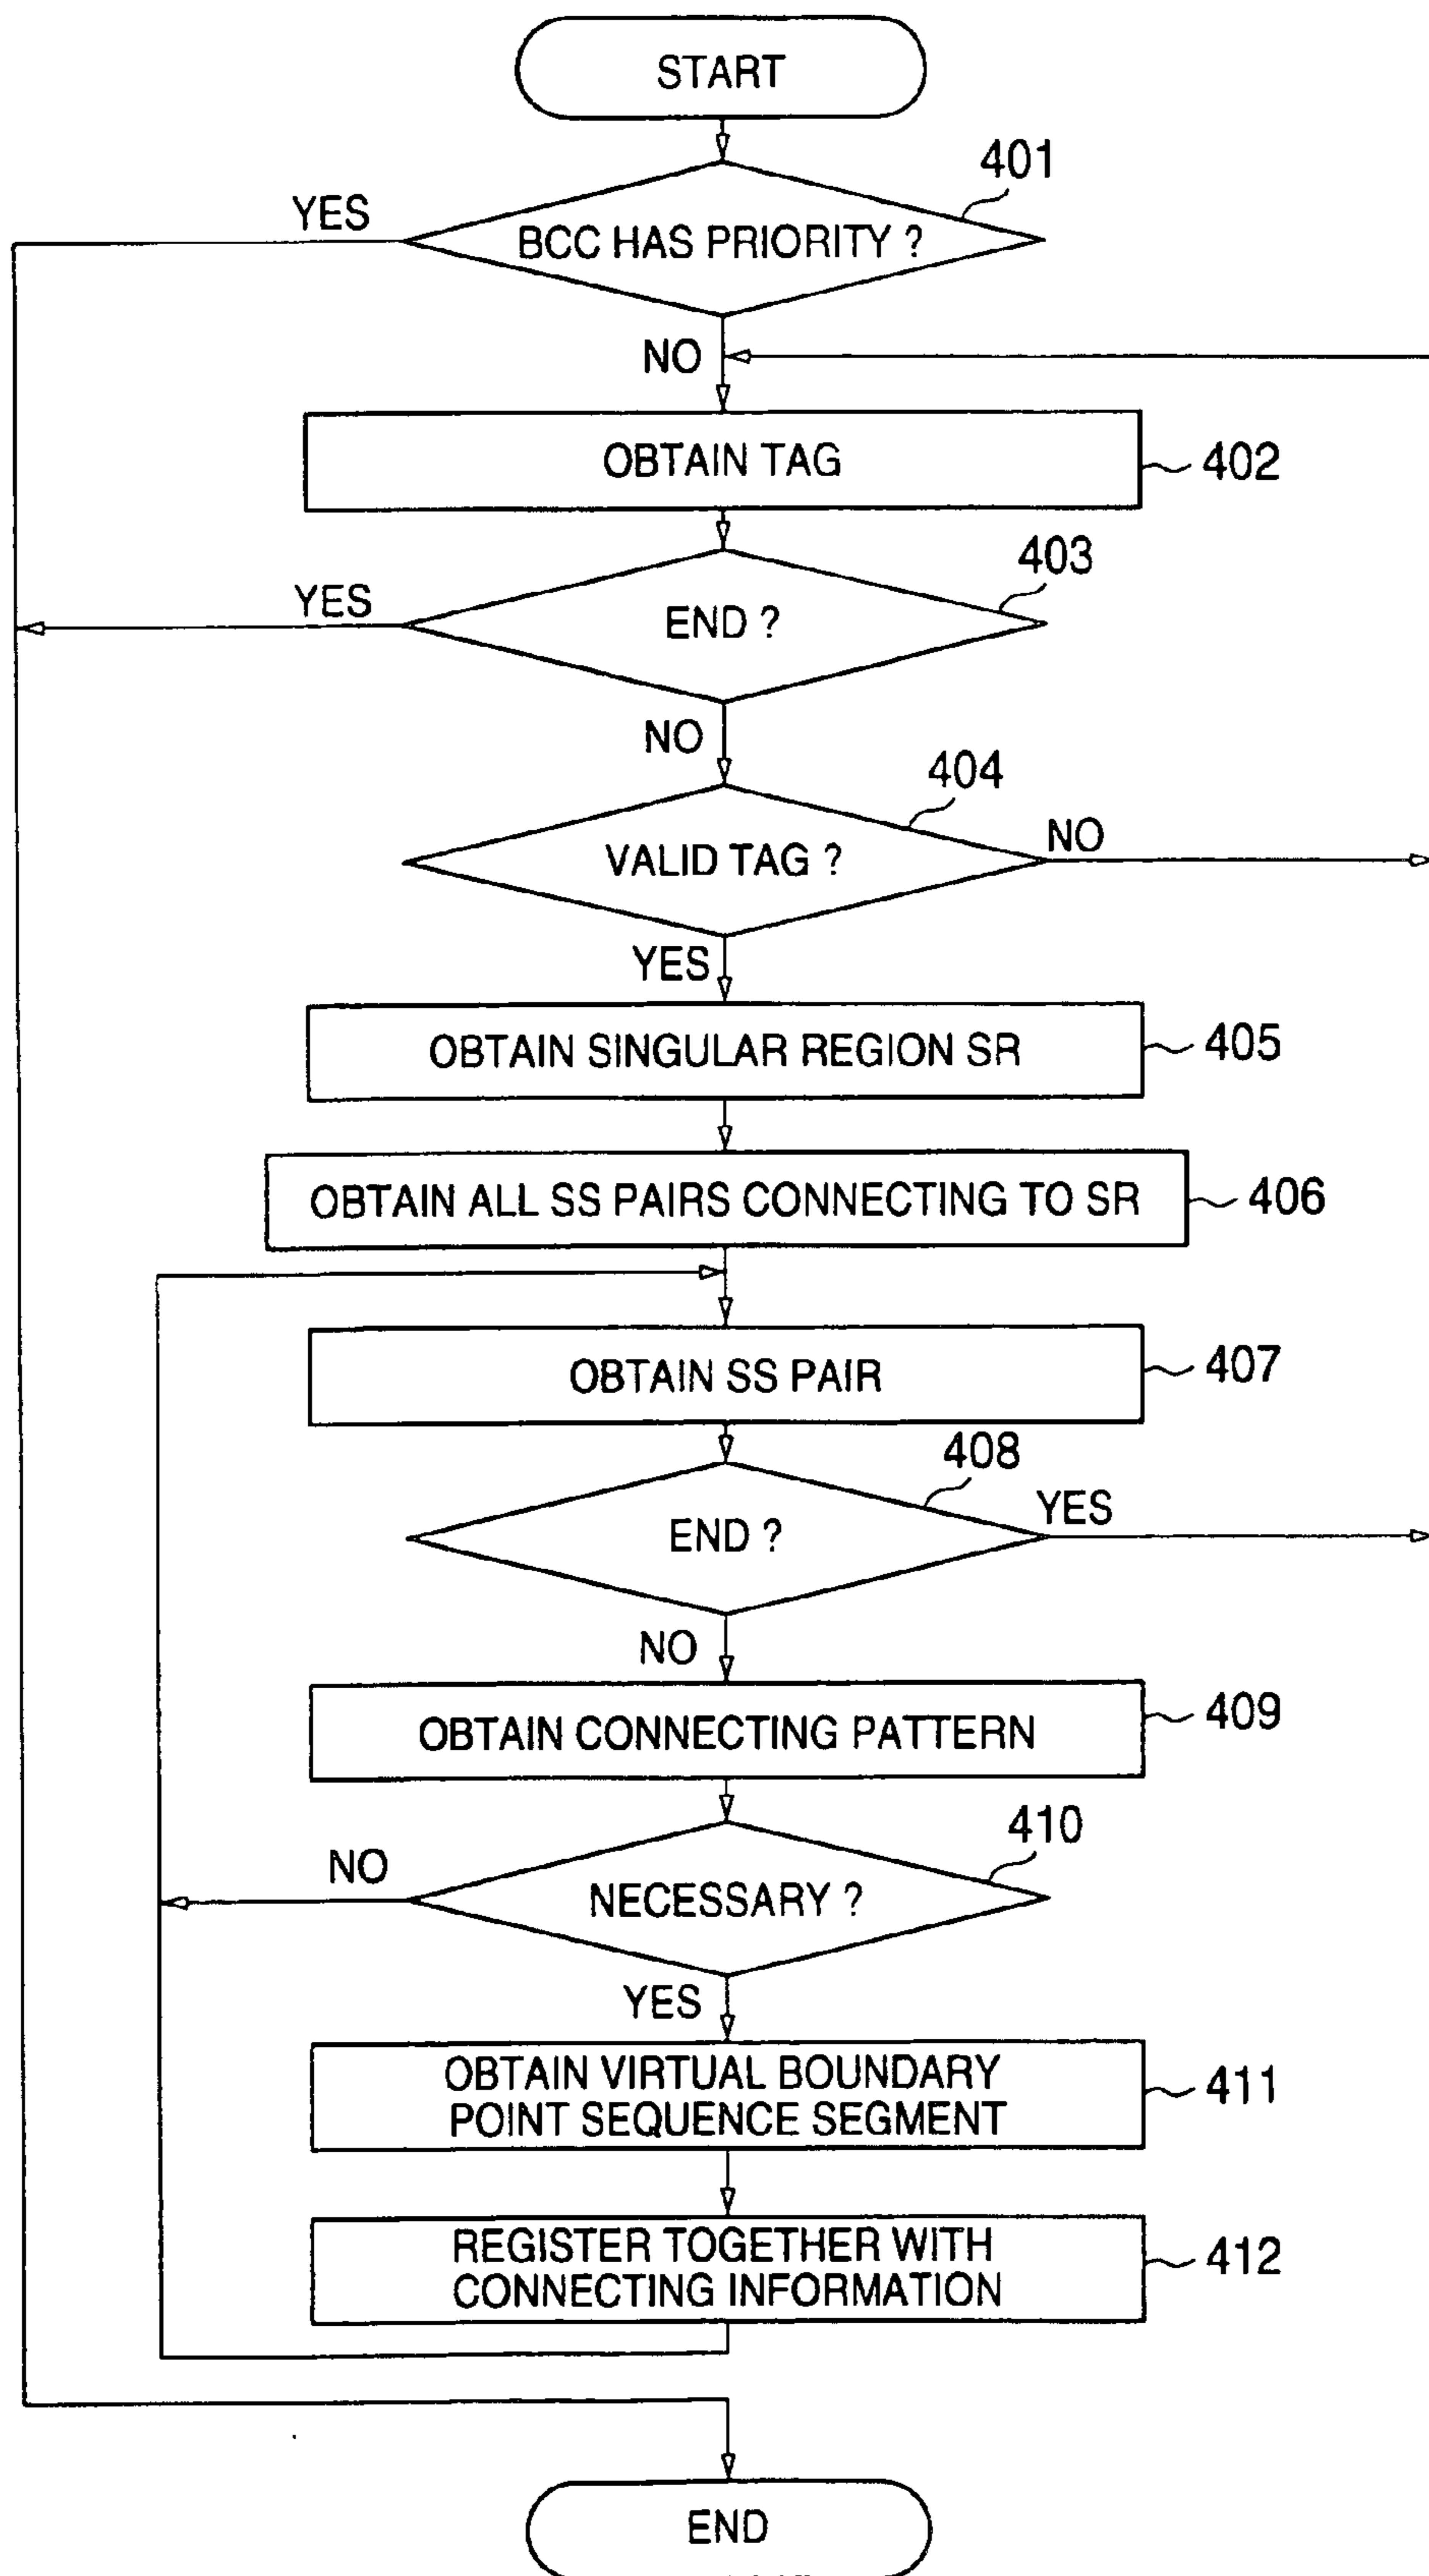 START
401
YES
BCC HAS PRIORITY ?
NO
OBTAIN TAG
402
403
YES
END ?
NO
404
VALID TAG ?
NO
YES
OBTAIN SINGULAR REGION SR
405
OBTAIN ALL SS PAIRS CONNECTING TO SR
406
OBTAIN SS PAIR
407
408
END ?
YES
NO
OBTAIN CONNECTING PATTERN
409
410
NO
NECESSARY ?
YES
OBTAIN VIRTUAL BOUNDARY
POINT SEQUENCE SEGMENT
411
REGISTER TOGETHER WITH
CONNECTING INFORMATION
412
END